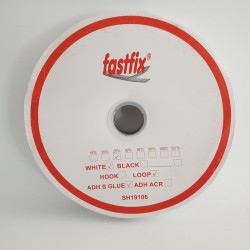 fastfix®
WHITE BLACK
HOOK LOOP
ADH S GLUE ADH ACR
SH19106